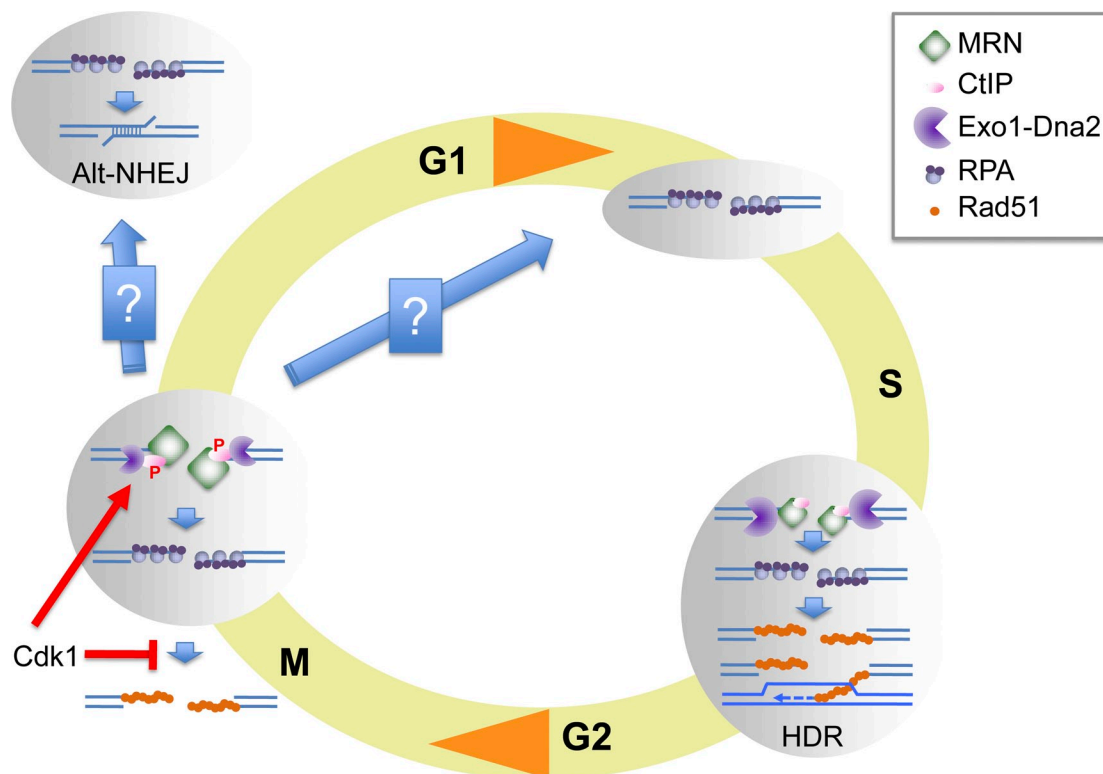 MRN
CtIP
Exo1-Dna2
RPA
Rad51
Alt-NHEJ
G1
?
?
S
P
P
Cdk1
M
G2
HDR